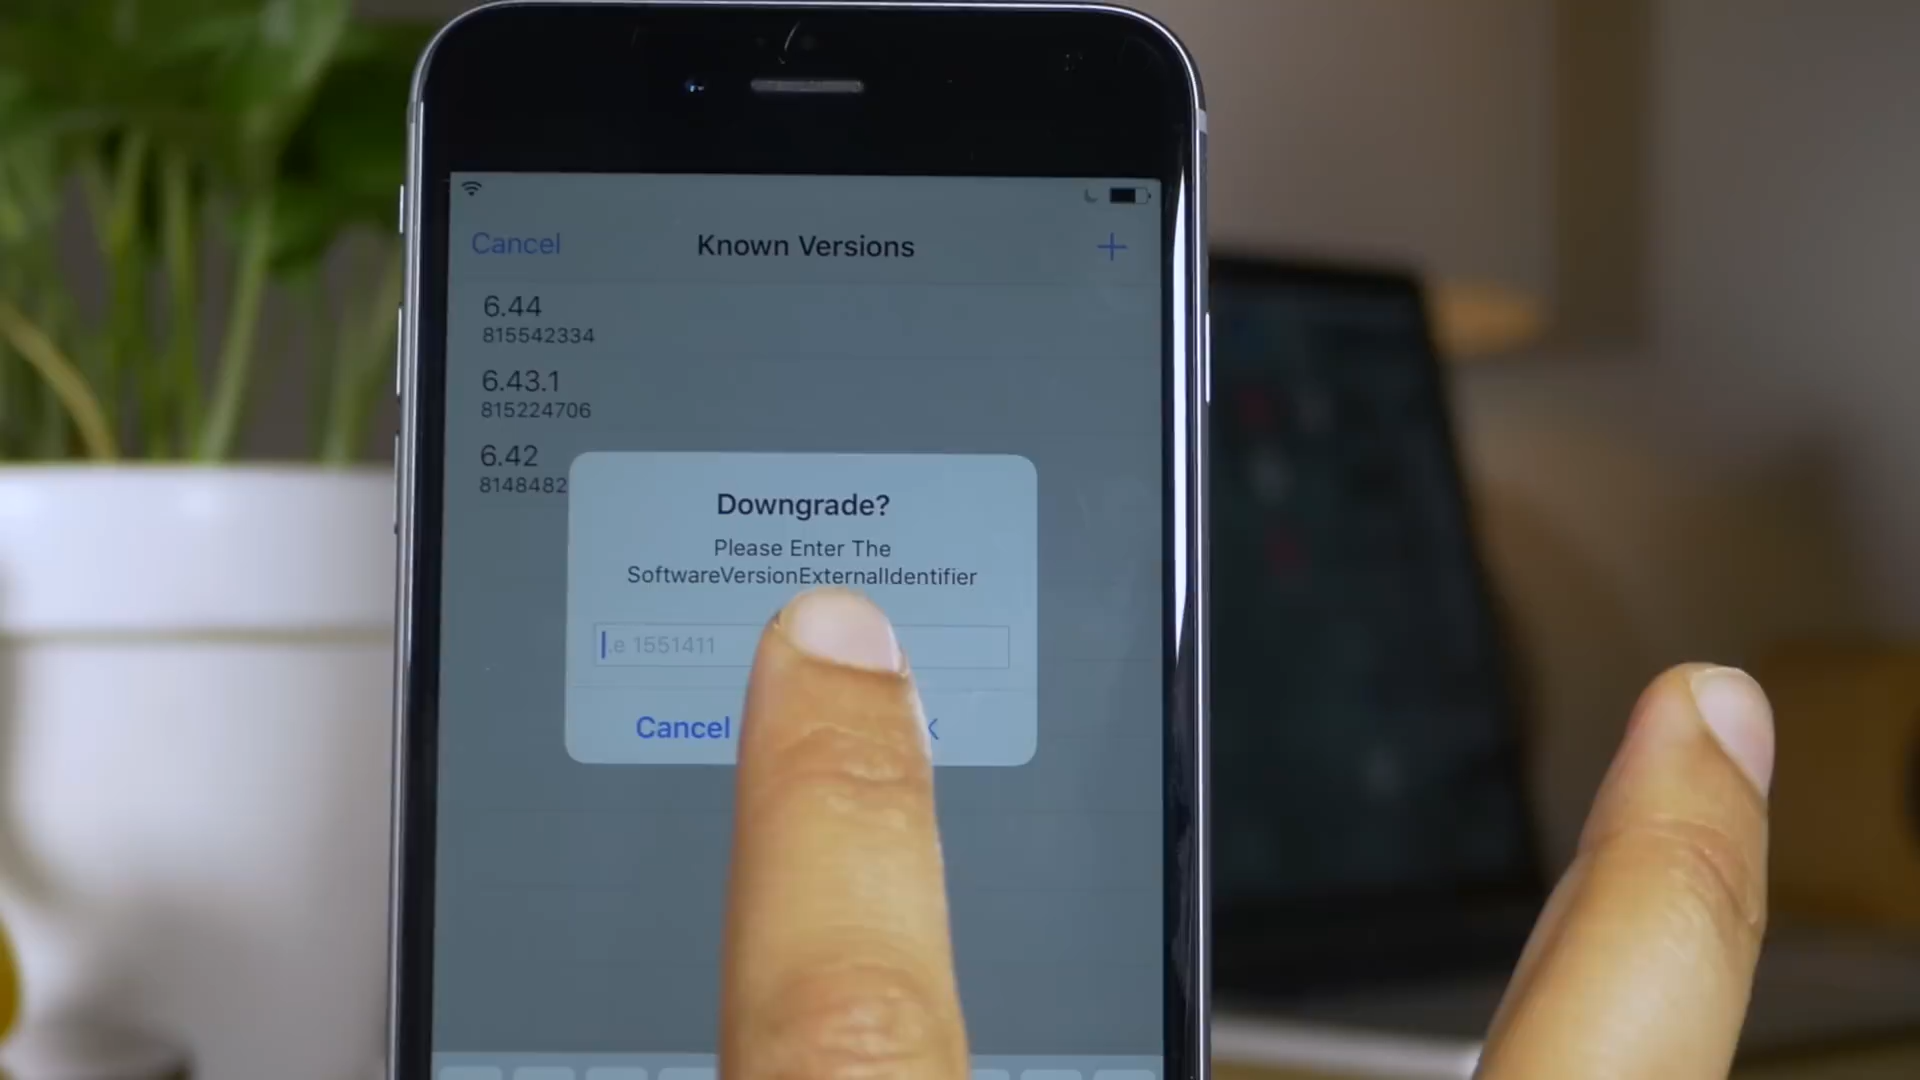 Cancel
Known Versions
+
6.44
815542334
6.43.1
815224706
6.42
8148482
Downgrade?
Please Enter The
SoftwareVersionExternalIdentifier
.e 1551411
Cancel
K